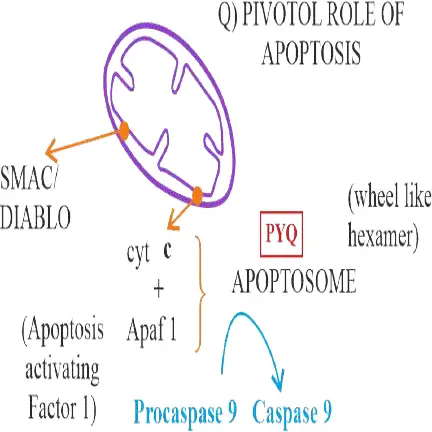 Q) PIVOTOL ROLE OF
APOPTOSIS
SMAC/
DIABLO
cyt c
+
Apaf 1
(Apoptosis
activating
Factor 1)
PYQ
(wheel like
hexamer)
APOPTOSOME
Procaspase 9 Caspase 9